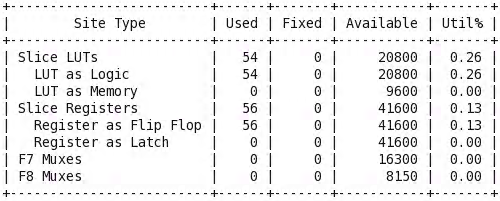 +----------------------------+------+-------+-----------+-------+
|          Site Type         | Used | Fixed | Available | Util% |
+----------------------------+------+-------+-----------+-------+
| Slice LUTs                 |   54 |     0 |     20800 |  0.26 |
|   LUT as Logic             |   54 |     0 |     20800 |  0.26 |
|   LUT as Memory            |    0 |     0 |      9600 |  0.00 |
| Slice Registers            |   56 |     0 |     41600 |  0.13 |
|   Register as Flip Flop    |   56 |     0 |     41600 |  0.13 |
|   Register as Latch        |    0 |     0 |     41600 |  0.00 |
| F7 Muxes                   |    0 |     0 |     16300 |  0.00 |
| F8 Muxes                   |    0 |     0 |      8150 |  0.00 |
+----------------------------+------+-------+-----------+-------+